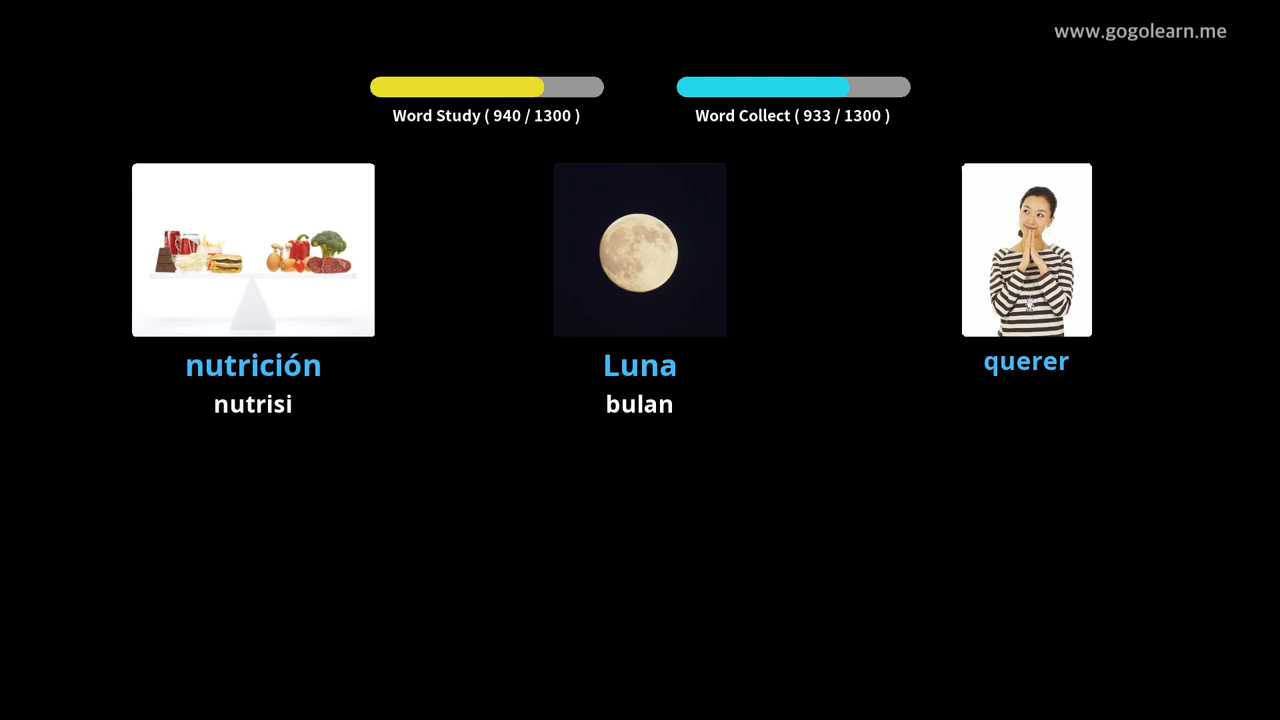 www.gogolearn.me
Word Study ( 940 / 1300 )
Word Collect ( 933 / 1300 )
nutrición
nutrisi
Luna
bulan
querer